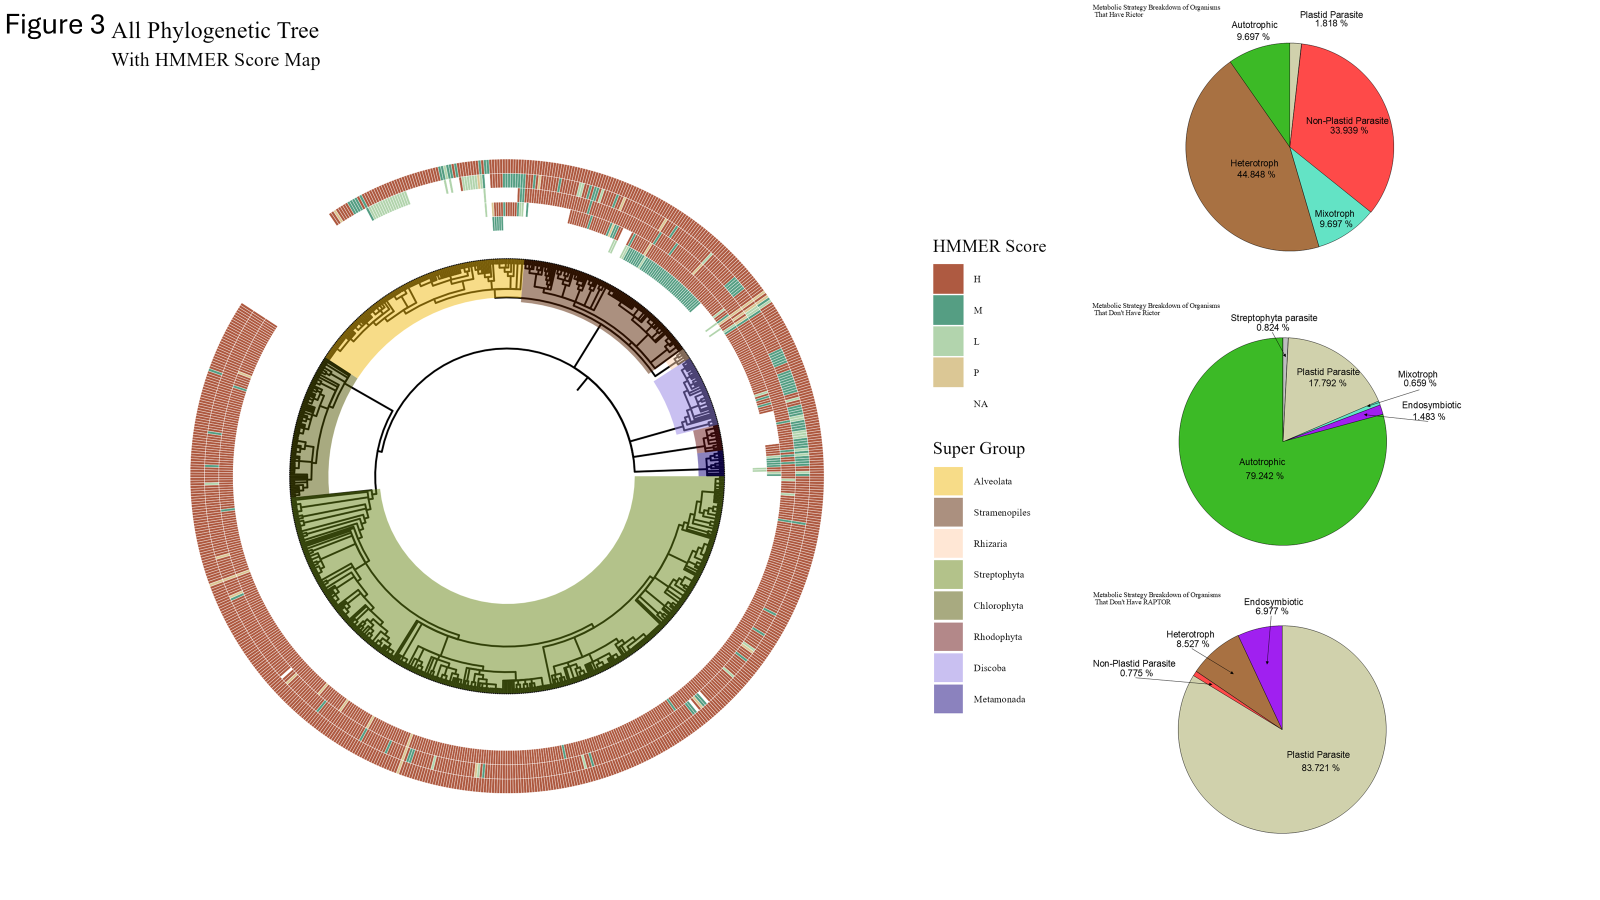 Figure 3
All Phylogenetic Tree
With HMMER Score Map
HMMER Score
H
M
L
P
NA
Super Group
Alveolata
Stramenopiles
Rhizaria
Streptophyta
Chlorophyta
Rhodophyta
Discoba
Metamonada
Metabolic Strategy Breakdown of Organisms
That Have Rictor
Plastid Parasite
1.818 %
Autotrophic
9.697 %
Non-Plastid Parasite
33.939 %
Heterotroph
44.848 %
Mixotroph
9.697 %
Metabolic Strategy Breakdown of Organisms
That Don't Have Rictor
Streptophyta parasite
0.824 %
Plastid Parasite
17.792 %
Mixotroph
0.659 %
Endosymbiotic
1.483 %
Autotrophic
79.242 %
Metabolic Strategy Breakdown of Organisms
That Don't Have RAPTOR
Endosymbiotic
6.977 %
Heterotroph
8.527 %
Non-Plastid Parasite
0.775 %
Plastid Parasite
83.721 %